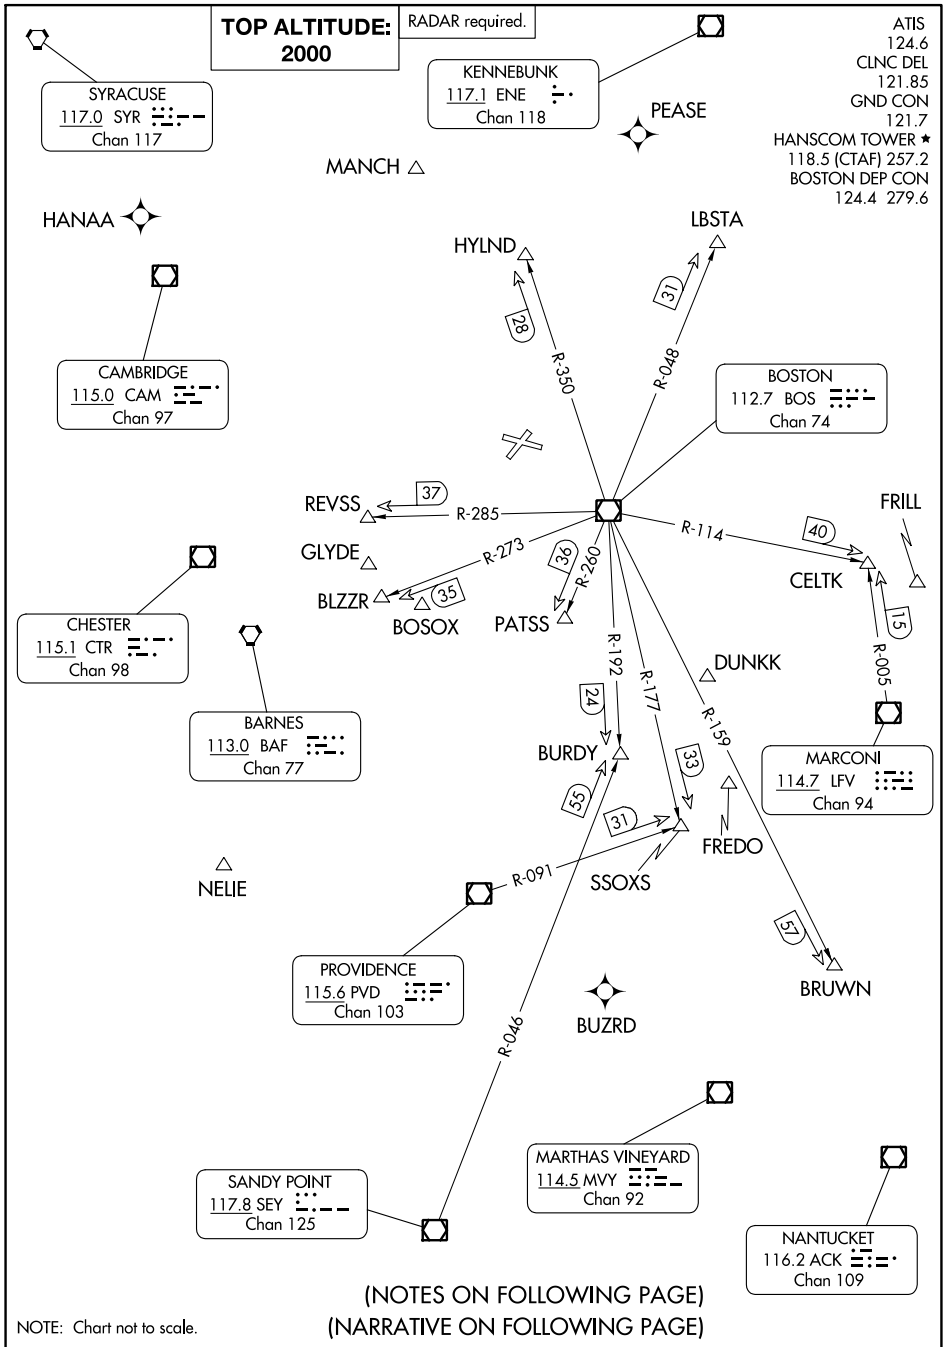 TOP ALTITUDE:
2000
RADAR required.
ATIS
124.6
CLNC DEL
121.85
GND CON
121.7
HANSCOM TOWER ★
118.5 (CTAF) 257.2
BOSTON DEP CON
124.4 279.6
SYRACUSE
117.0 SYR
Chan 117
KENNEBUNK
117.1 ENE
Chan 118
PEASE
MANCH
HANAA
HYLND
LBSTA
28
31
R-350
R-048
CAMBRIDGE
115.0 CAM
Chan 97
BOSTON
112.7 BOS
Chan 74
REVSS
37
R-285
R-114
40
FRILL
GLYDE
R-273
36
R-260
CELTK
BLZZR
35
BOSOX
PATSS
15
CHESTER
115.1 CTR
Chan 98
R-192
R-177
DUNKK
R-005
BARNES
113.0 BAF
Chan 77
24
R-159
BURDY
33
MARCONI
114.7 LFV
Chan 94
55
31
FREDO
NELIE
R-091
SSOXS
57
PROVIDENCE
115.6 PVD
Chan 103
BRUWN
BUZRD
R-046
MARTHAS VINEYARD
114.5 MVY
Chan 92
SANDY POINT
117.8 SEY
Chan 125
NANTUCKET
116.2 ACK
Chan 109
(NOTES ON FOLLOWING PAGE)
NOTE: Chart not to scale.
(NARRATIVE ON FOLLOWING PAGE)